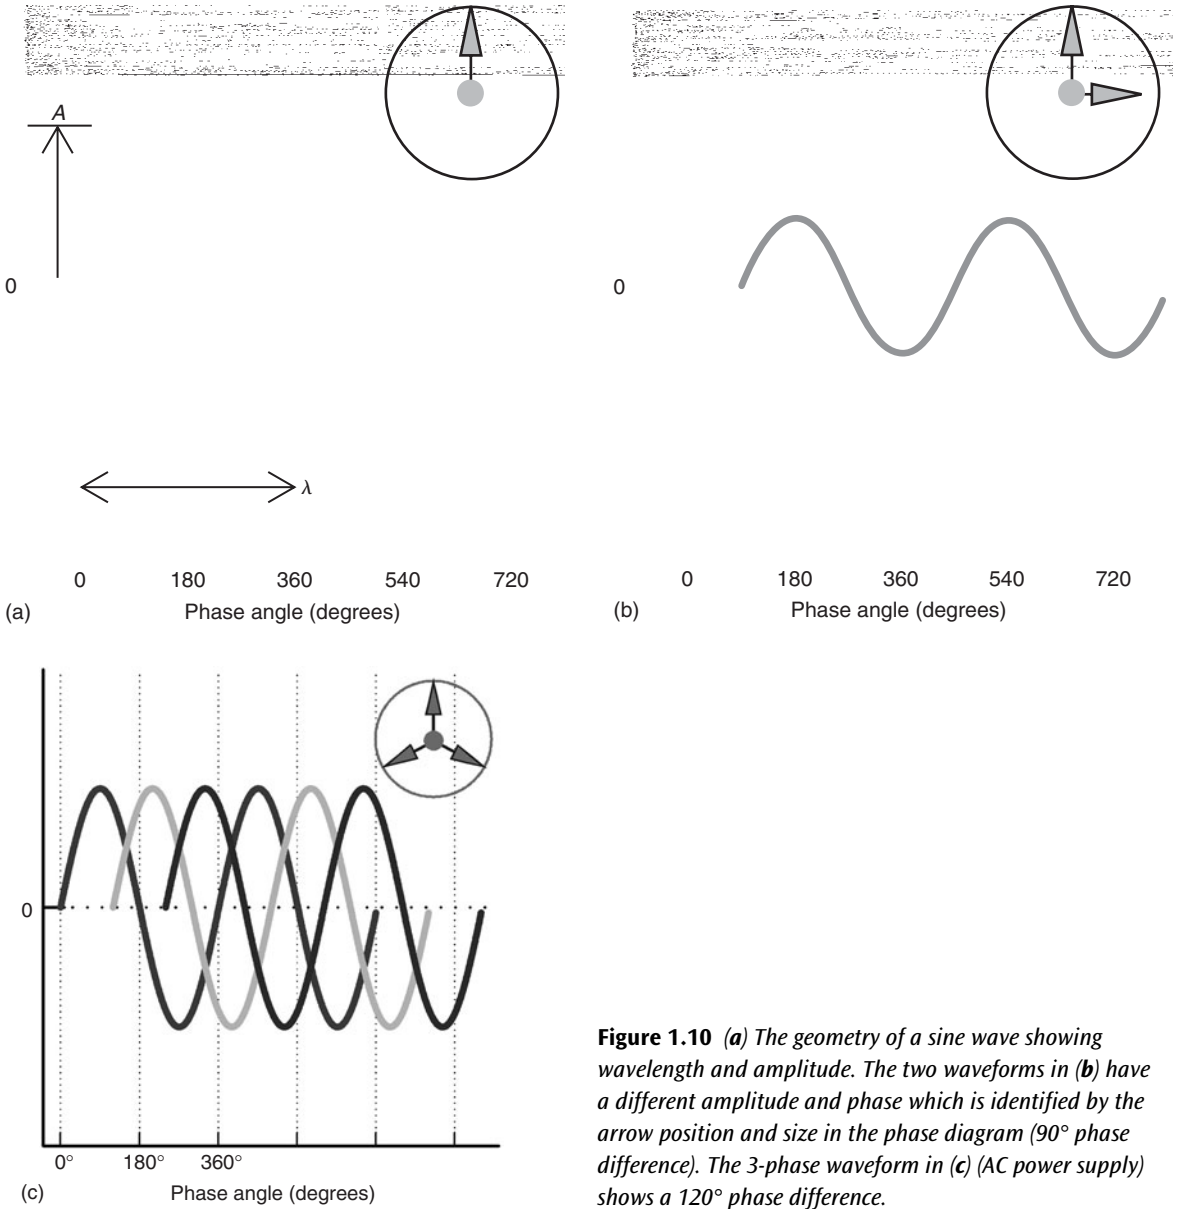 A
0
λ
0 180 360 540 720
(a) Phase angle (degrees)
0
0 180 360 540 720
(b) Phase angle (degrees)
0
0° 180° 360°
(c) Phase angle (degrees)
Figure 1.10 (a) The geometry of a sine wave showing
wavelength and amplitude. The two waveforms in (b) have
a different amplitude and phase which is identified by the
arrow position and size in the phase diagram (90° phase
difference). The 3-phase waveform in (c) (AC power supply)
shows a 120° phase difference.